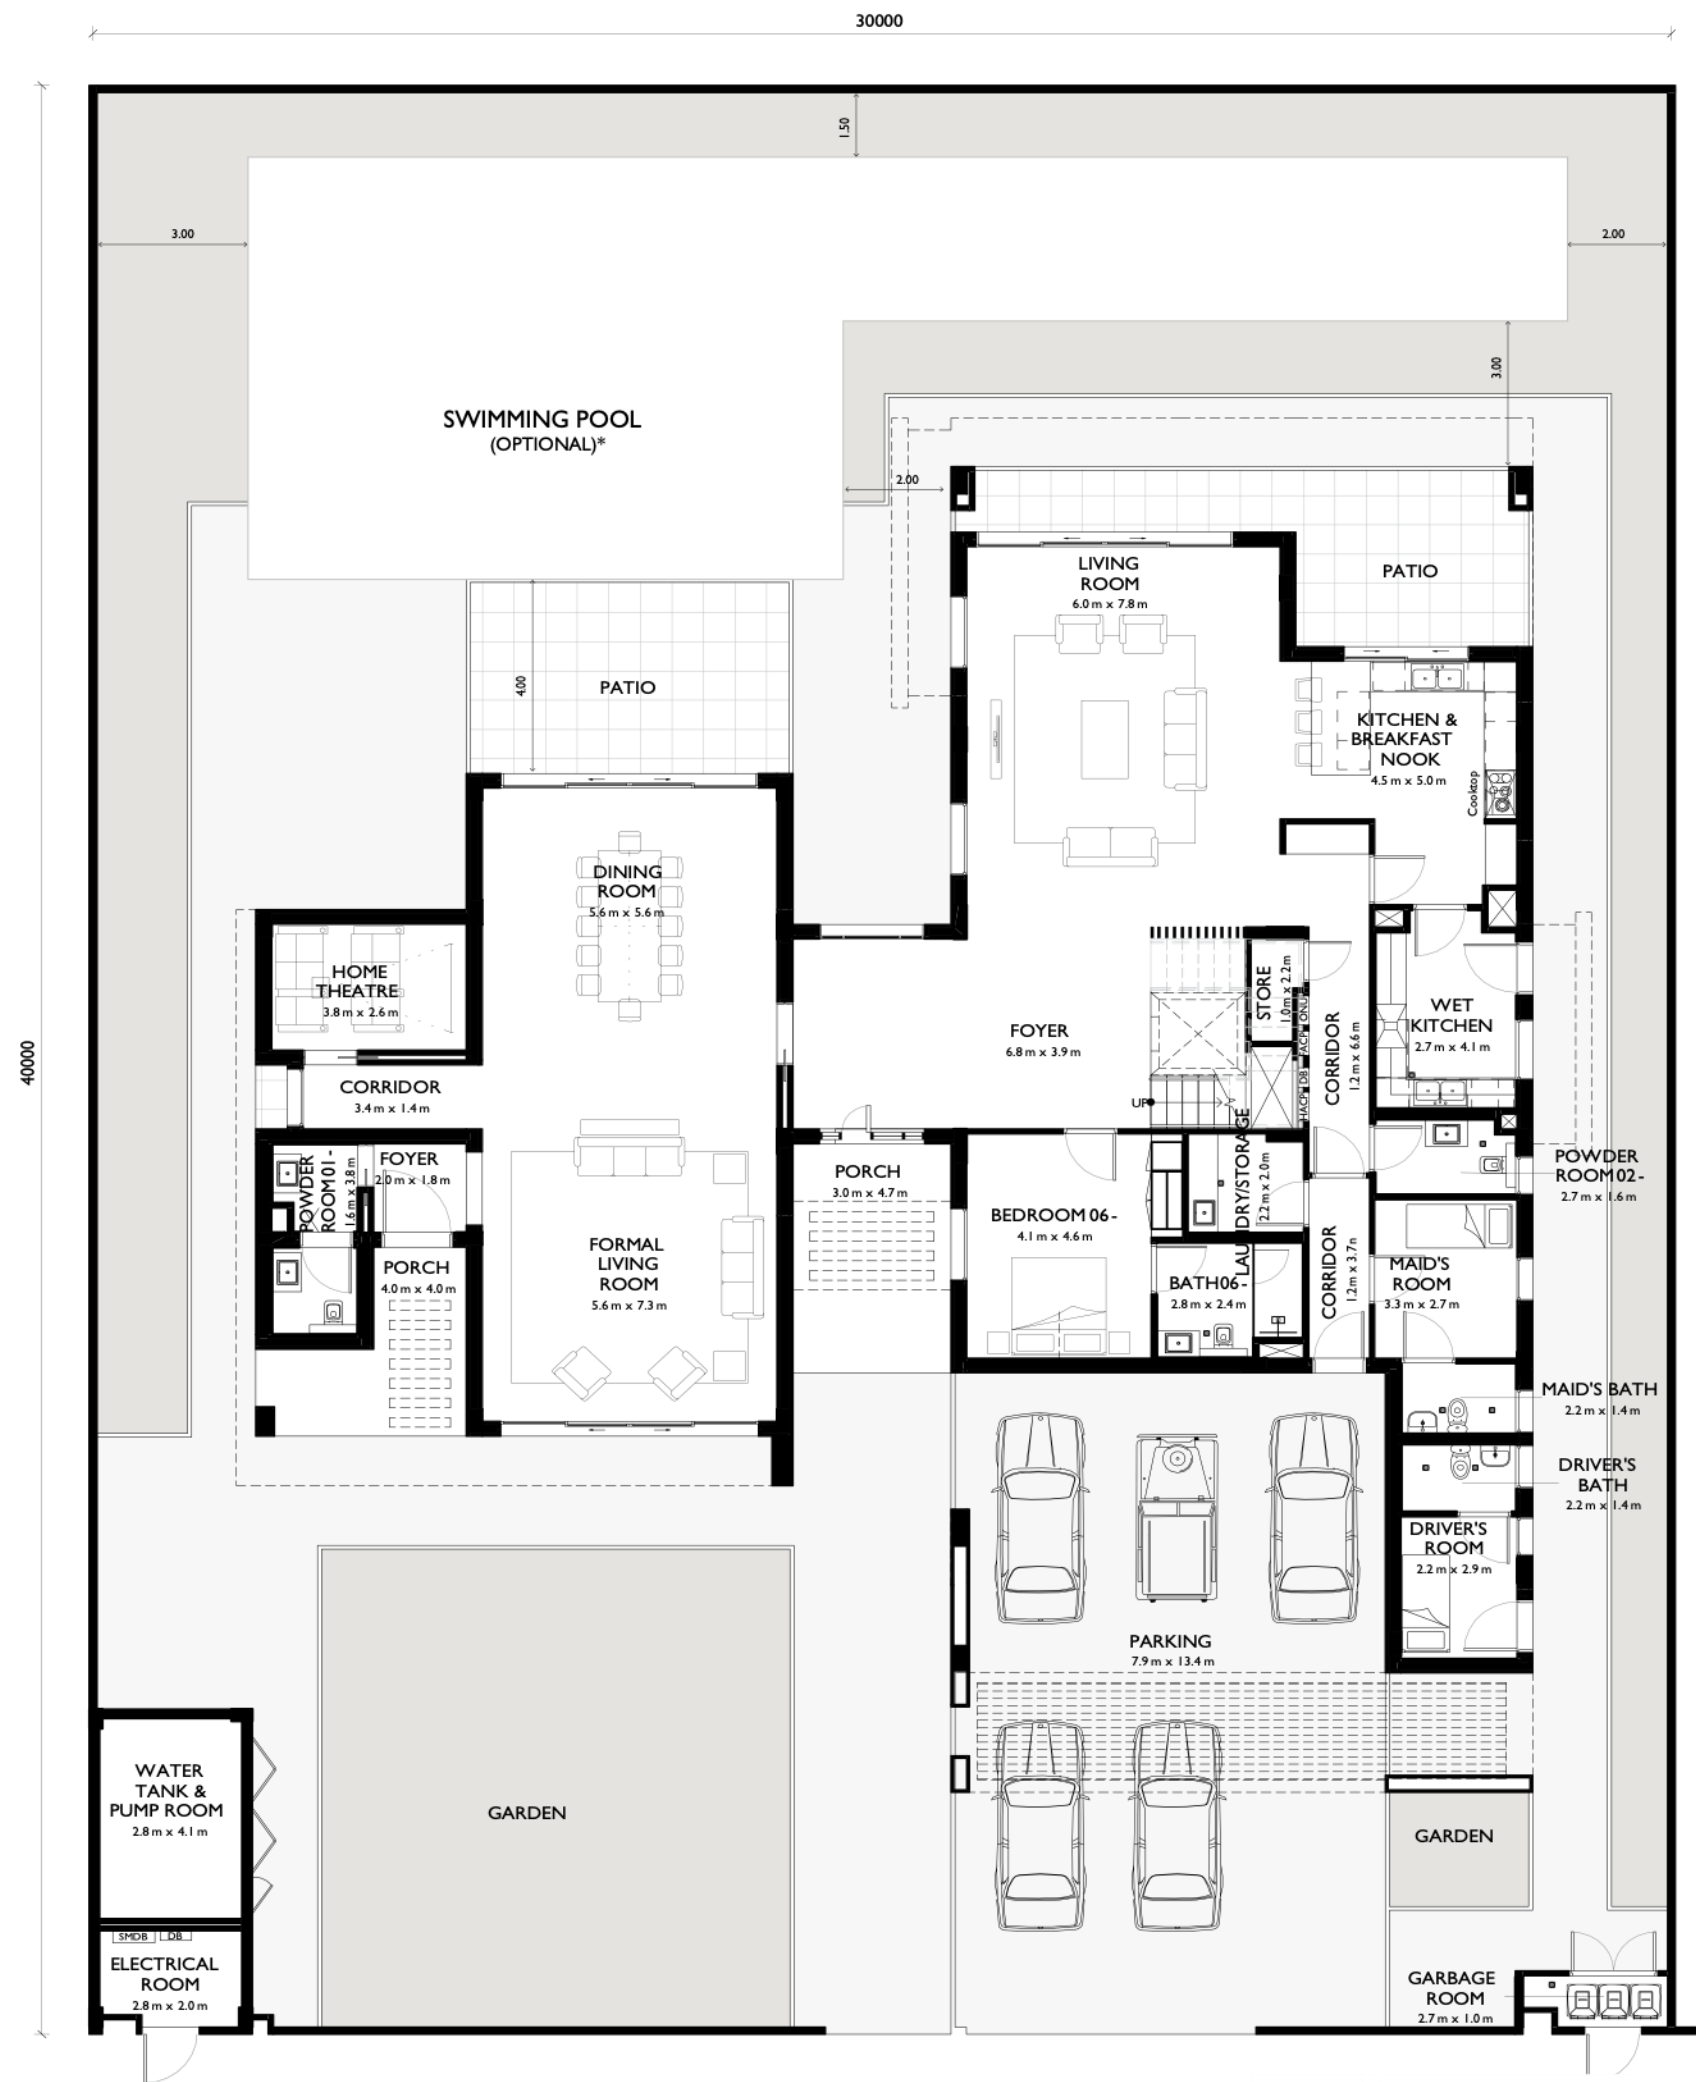 30000
1.50
3.00
2.00
3.00
SWIMMING POOL
(OPTIONAL)*
2.00
LIVING
ROOM
6.0 m x 7.8 m
PATIO
4.00
PATIO
KITCHEN &
BREAKFAST
NOOK
4.5 m x 5.0 m
Cooktop
DINING
ROOM
5.6 m x 5.6 m
HOME
THEATRE
3.8 m x 2.6 m
STORE
1.0 m x 2.2 m
WET
KITCHEN
2.7 m x 4.1 m
FOYER
6.8 m x 3.9 m
CORRIDOR
1.2 m x 6.6 m
FACP
ONU
HACP
DB
40000
CORRIDOR
3.4 m x 1.4 m
UP
POWDER
ROOM 01-
1.6 m x 3.8 m
FOYER
2.0 m x 1.8 m
PORCH
3.0 m x 4.7 m
LAUNDRY/STORAGE
2.2 m x 2.0 m
POWDER
ROOM 02-
2.7 m x 1.6 m
BEDROOM 06-
4.1 m x 4.6 m
FORMAL
LIVING
ROOM
5.6 m x 7.3 m
PORCH
4.0 m x 4.0 m
BATH 06-
2.8 m x 2.4 m
CORRIDOR
1.2 m x 3.7 m
MAID'S
ROOM
3.3 m x 2.7 m
MAID'S BATH
2.2 m x 1.4 m
DRIVER'S
BATH
2.2 m x 1.4 m
DRIVER'S
ROOM
2.2 m x 2.9 m
PARKING
7.9 m x 13.4 m
WATER
TANK &
PUMP ROOM
2.8 m x 4.1 m
GARDEN
GARDEN
SMDB
DB
ELECTRICAL
ROOM
2.8 m x 2.0 m
GARBAGE
ROOM
2.7 m x 1.0 m